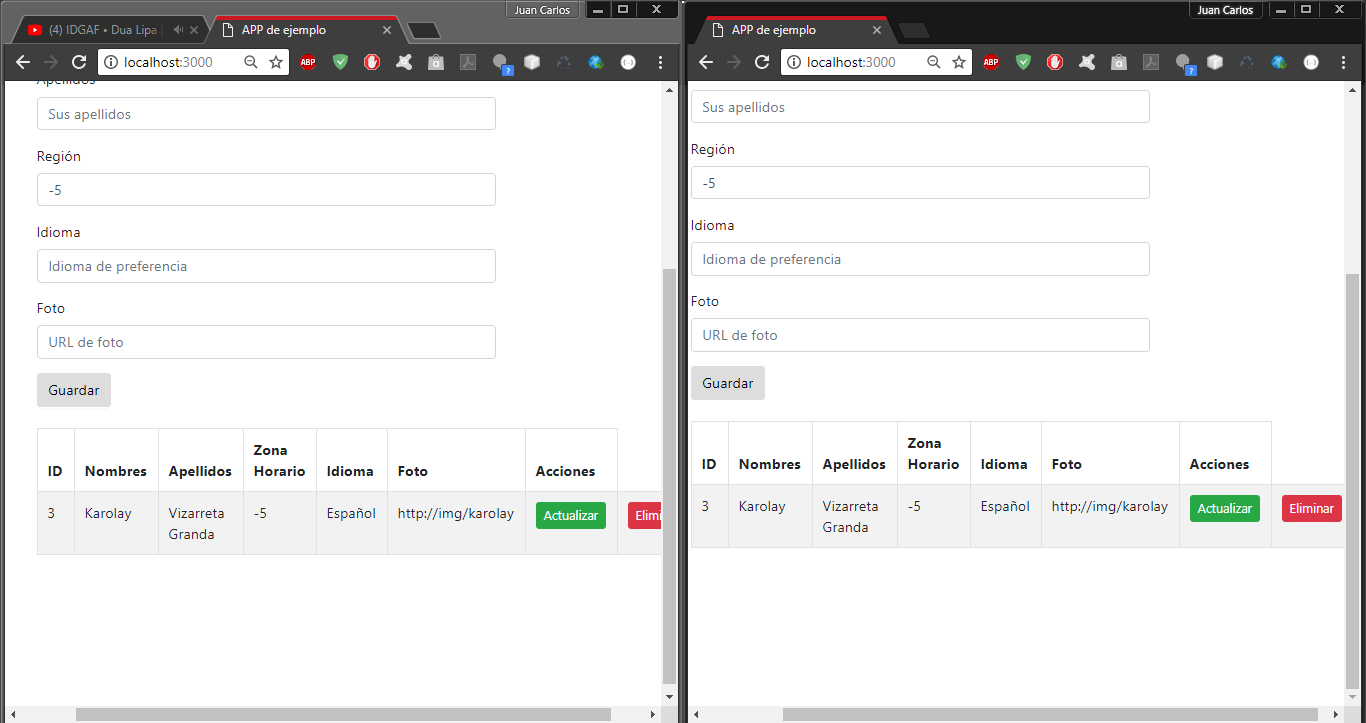 Juan Carlos
(4) IDGAF • Dua Lipa
APP de ejemplo
localhost:3000
ABP
?
Apellidos
Sus apellidos
Región
-5
Idioma
Idioma de preferencia
Foto
URL de foto
Guardar
ID Nombres Apellidos Zona Horario Idioma Foto Acciones
3 Karolay Vizarreta Granda -5 Español http://img/karolay Actualizar Elimi
Juan Carlos
APP de ejemplo
localhost:3000
ABP
?
Sus apellidos
Región
-5
Idioma
Idioma de preferencia
Foto
URL de foto
Guardar
ID Nombres Apellidos Zona Horario Idioma Foto Acciones
3 Karolay Vizarreta Granda -5 Español http://img/karolay Actualizar Eliminar